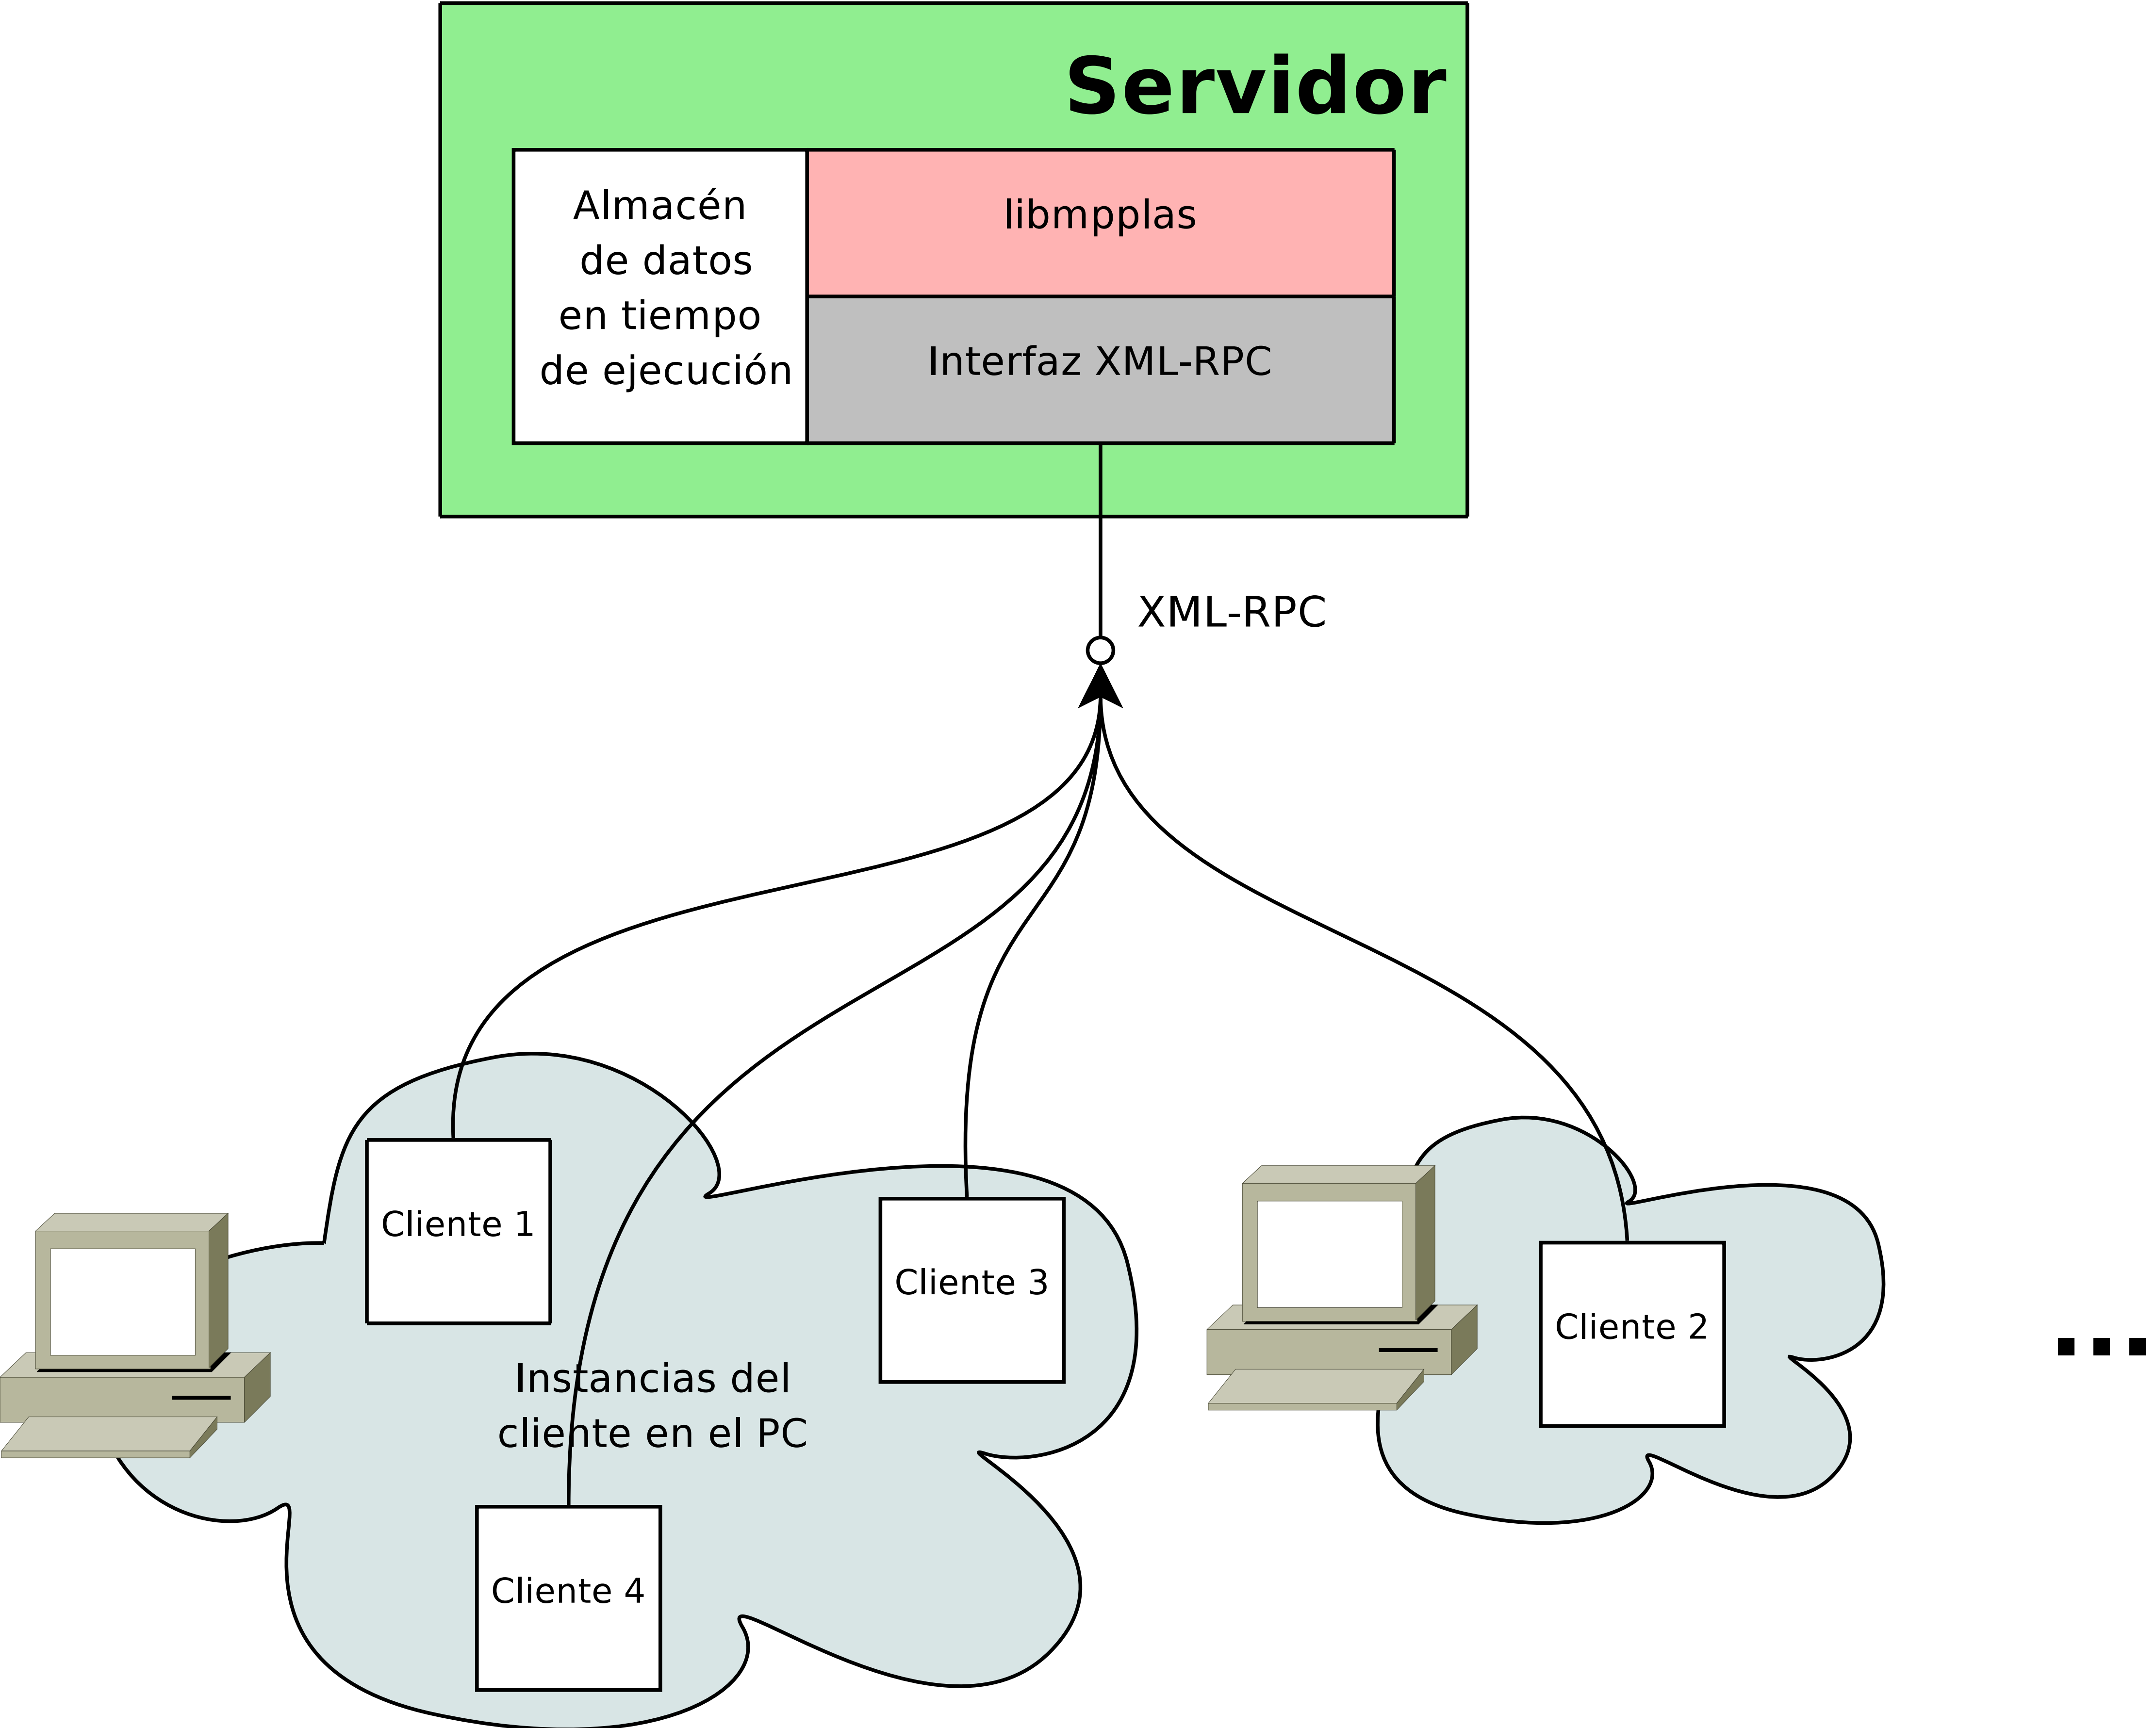 Servidor
Almacén
de datos
en tiempo
de ejecución
libmpplas
Interfaz XML-RPC
XML-RPC
Cliente 1
Cliente 3
Cliente 2
...
Instancias del
cliente en el PC
Cliente 4